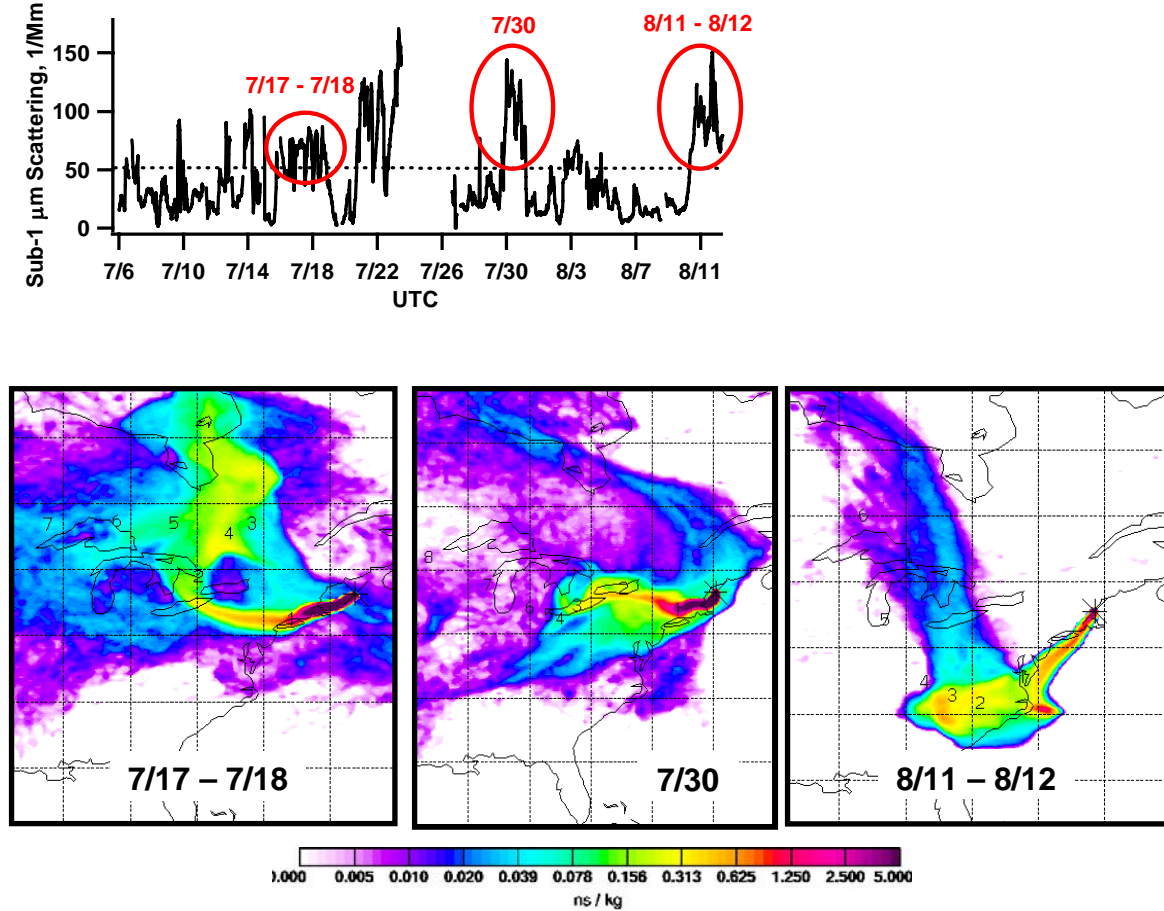 150
100
50
0
Sub-1 μm Scattering, 1/Mm
7/17 - 7/18
7/30
8/11 - 8/12
7/6 7/10 7/14 7/18 7/22 7/26 7/30 8/3 8/7 8/11
UTC
7 6 5 4 3
2
1
7/17 – 7/18
8 7 6 4 3 2 1
7/30
7
6
5
4 3 2 1
8/11 – 8/12
0.005 0.010 0.020 0.039 0.078 0.156 0.313 0.625 1.250 2.500 5.000
ns / kg